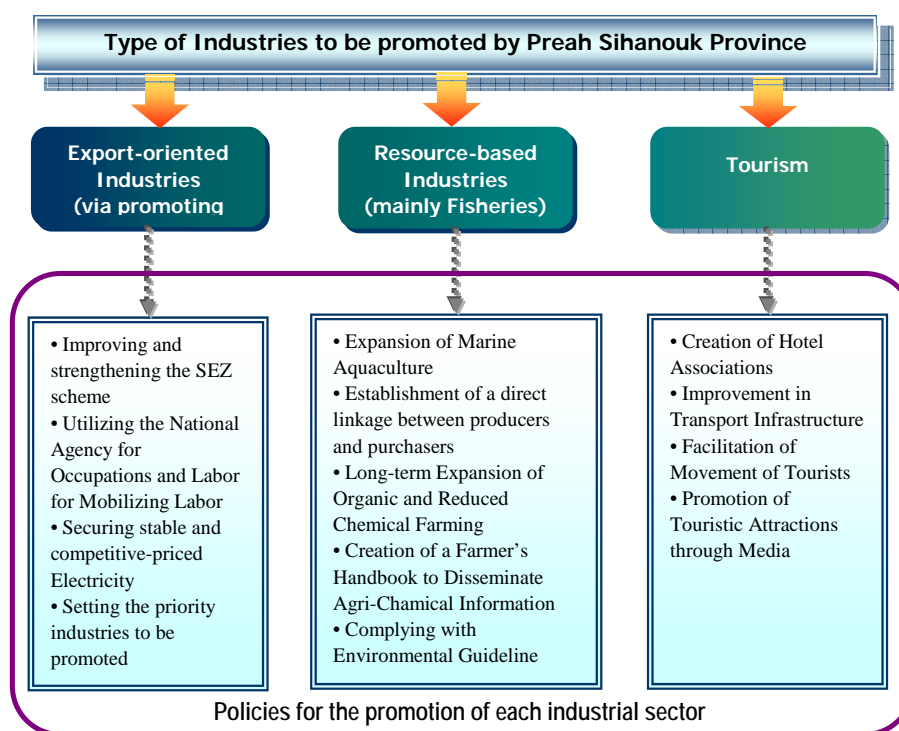 Type of Industries to be promoted by Preah Sihanouk Province
Export-oriented
Industries
(via promoting
Resource-based
Industries
(mainly Fisheries)
Tourism
• Improving and
strengthening the SEZ
scheme
• Utilizing the National
Agency for
Occupations and Labor
for Mobilizing Labor
• Securing stable and
competitive-priced
Electricity
• Setting the priority
industries to be
promoted
• Expansion of Marine
Aquaculture
• Establishment of a direct
linkage between producers
and purchasers
• Long-term Expansion of
Organic and Reduced
Chemical Farming
• Creation of a Farmer's
Handbook to Disseminate
Agri-Chamical Information
• Complying with
Environmental Guideline
• Creation of Hotel
Associations
• Improvement in
Transport Infrastructure
• Facilitation of
Movement of Tourists
• Promotion of
Touristic Attractions
through Media
Policies for the promotion of each industrial sector